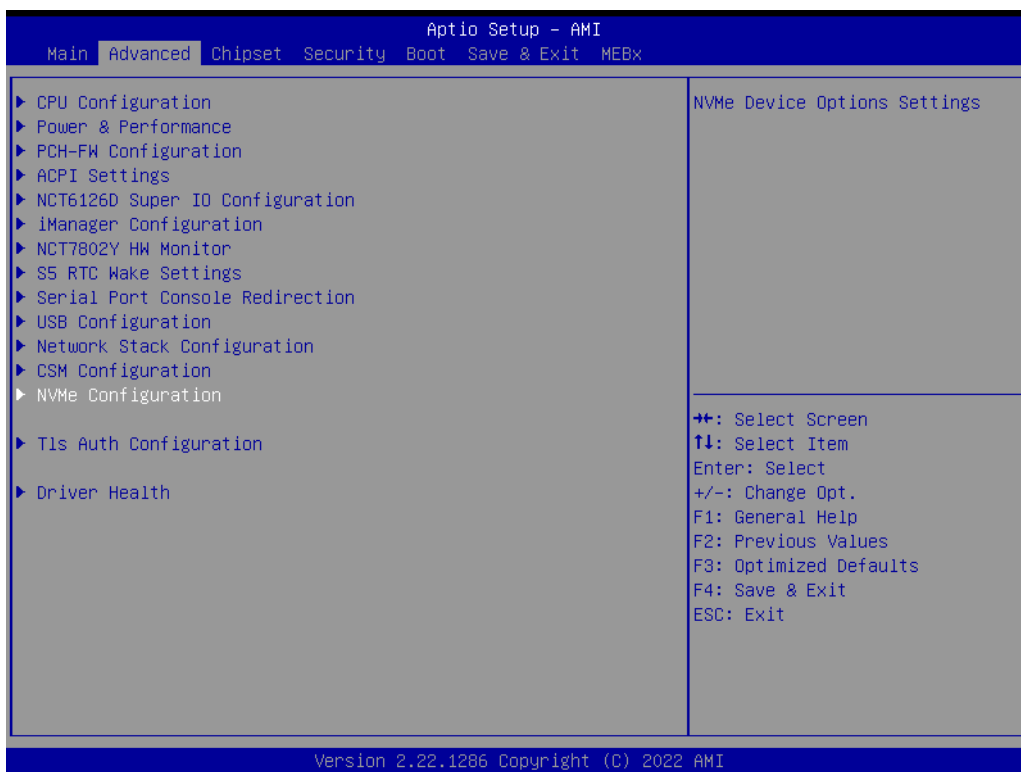 Aptio Setup – AMI
Main Advanced Chipset Security Boot Save & Exit MEBx
▶ CPU Configuration
▶ Power & Performance
▶ PCH-FW Configuration
▶ ACPI Settings
▶ NCT6126D Super IO Configuration
▶ iManager Configuration
▶ NCT7802Y HW Monitor
▶ S5 RTC Wake Settings
▶ Serial Port Console Redirection
▶ USB Configuration
▶ Network Stack Configuration
▶ CSM Configuration
▶ NVMe Configuration
▶ Tls Auth Configuration
▶ Driver Health
NVMe Device Options Settings
→←: Select Screen
↑↓: Select Item
Enter: Select
+/-: Change Opt.
F1: General Help
F2: Previous Values
F3: Optimized Defaults
F4: Save & Exit
ESC: Exit
Version 2.22.1286 Copyright (C) 2022 AMI